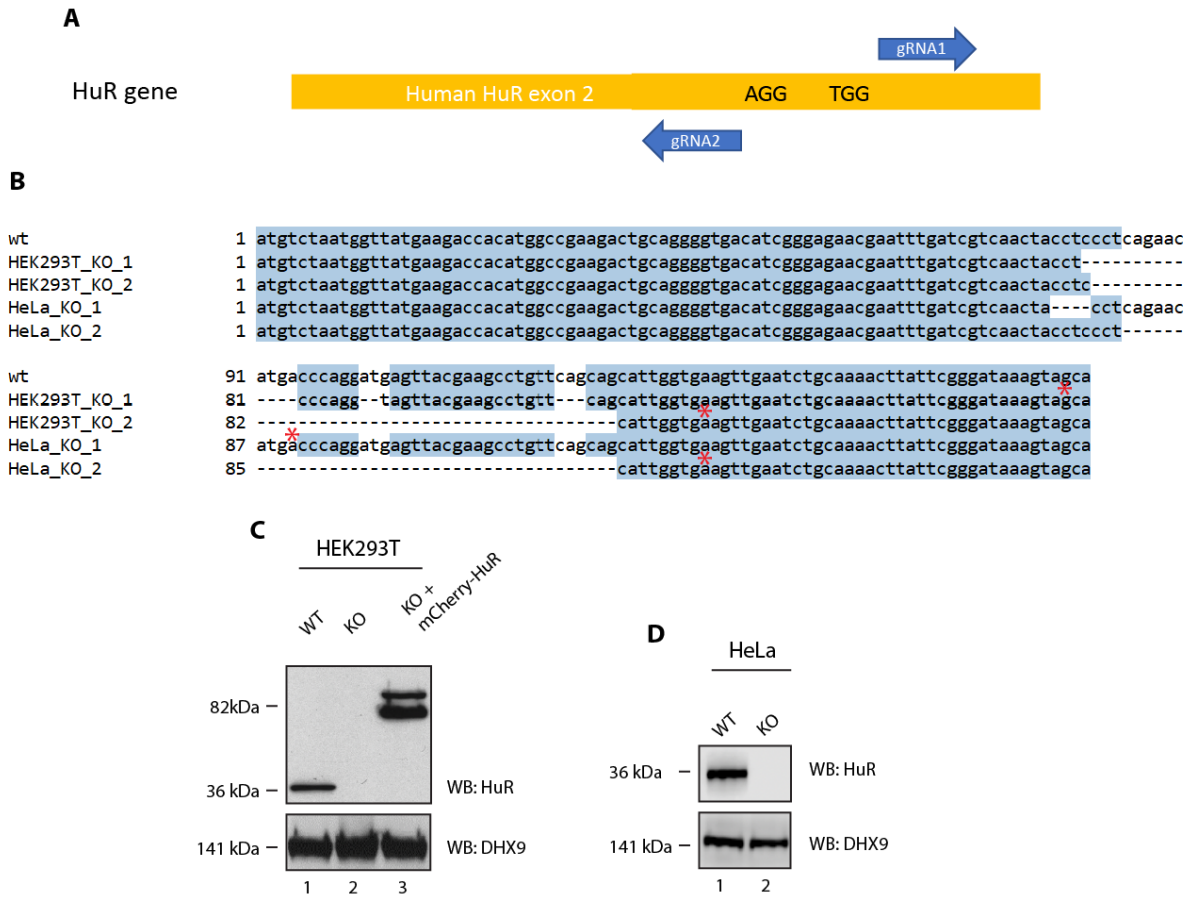 A
HuR gene
Human HuR exon 2
AGG
TGG
gRNA1
gRNA2
B
wt 1 atgtctaatggttatgaagaccacatggccgaagactgcaggggtgacatcgggagaacgaatttgatcgtcaactacctccctcagaac
HEK293T_KO_1 1 atgtctaatggttatgaagaccacatggccgaagactgcaggggtgacatcgggagaacgaatttgatcgtcaactacct----------
HEK293T_KO_2 1 atgtctaatggttatgaagaccacatggccgaagactgcaggggtgacatcgggagaacgaatttgatcgtcaactacctc---------
HeLa_KO_1 1 atgtctaatggttatgaagaccacatggccgaagactgcaggggtgacatcgggagaacgaatttgatcgtcaacta----cctcagaac
HeLa_KO_2 1 atgtctaatggttatgaagaccacatggccgaagactgcaggggtgacatcgggagaacgaatttgatcgtcaactacctccct------
wt 91 atgacccaggatgagttacgaagcctgttcagcagcattggtgaagttgaatctgcaaaacttattcgggataaagtagca
*
HEK293T_KO_1 81 ----cccagg--tagttacgaagcctgtt---cagcattggtgaagttgaatctgcaaaacttattcgggataaagtagca
*
HEK293T_KO_2 82 -----------------------------------cattggtgaagttgaatctgcaaaacttattcgggataaagtagca
*
HeLa_KO_1 87 atgacccaggatgagttacgaagcctgttcagcagcattggtgaagttgaatctgcaaaacttattcgggataaagtagca
*
HeLa_KO_2 85 -----------------------------------cattggtgaagttgaatctgcaaaacttattcgggataaagtagca
C
HEK293T
WT
KO
KO +
mCherry-HuR
82kDa
36 kDa
WB: HuR
141 kDa
WB: DHX9
1 2 3
D
HeLa
WT
KO
36 kDa
WB: HuR
141 kDa
WB: DHX9
1 2